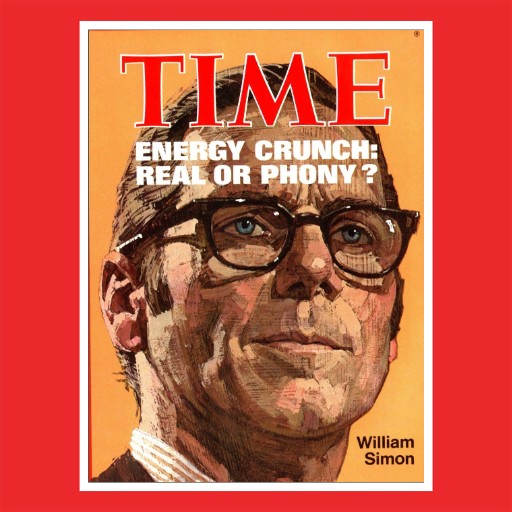 TIME
ENERGY CRUNCH:
REAL OR PHONY?
William
Simon